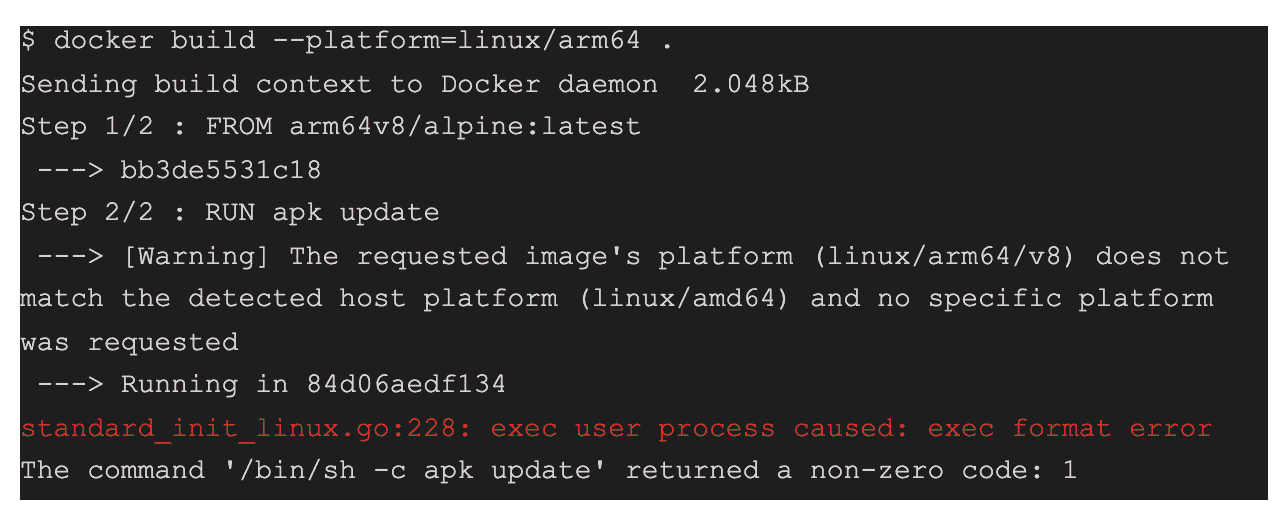 $ docker build --platform=linux/arm64 .
Sending build context to Docker daemon  2.048kB
Step 1/2 : FROM arm64v8/alpine:latest
 ---> bb3de5531c18
Step 2/2 : RUN apk update
 ---> [Warning] The requested image's platform (linux/arm64/v8) does not
match the detected host platform (linux/amd64) and no specific platform
was requested
 ---> Running in 84d06aedf134
standard_init_linux.go:228: exec user process caused: exec format error
The command '/bin/sh -c apk update' returned a non-zero code: 1